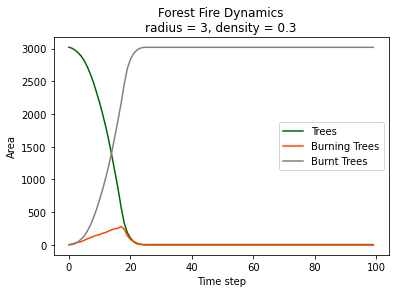 Forest Fire Dynamics
radius = 3, density = 0.3
3000
2500
2000
1500
1000
500
0
Area
Trees
Burning Trees
Burnt Trees
0 20 40 60 80 100
Time step